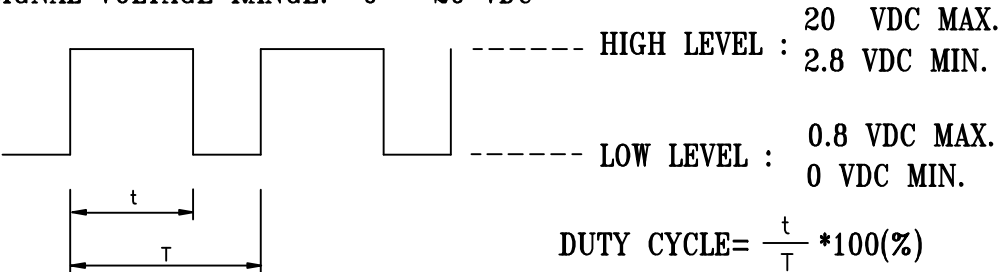 20 VDC MAX.
HIGH LEVEL :
2.8 VDC MIN.
0.8 VDC MAX.
LOW LEVEL :
0 VDC MIN.
t
T
DUTY CYCLE= t/T *100(%)